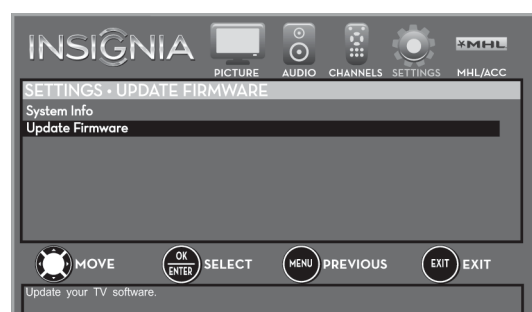 INSIGNIA
PICTURE AUDIO CHANNELS SETTINGS MHL/ACC
MHL
SETTINGS • UPDATE FIRMWARE
System Info
Update Firmware
MOVE OK ENTER SELECT MENU PREVIOUS EXIT EXIT
Update your TV software.